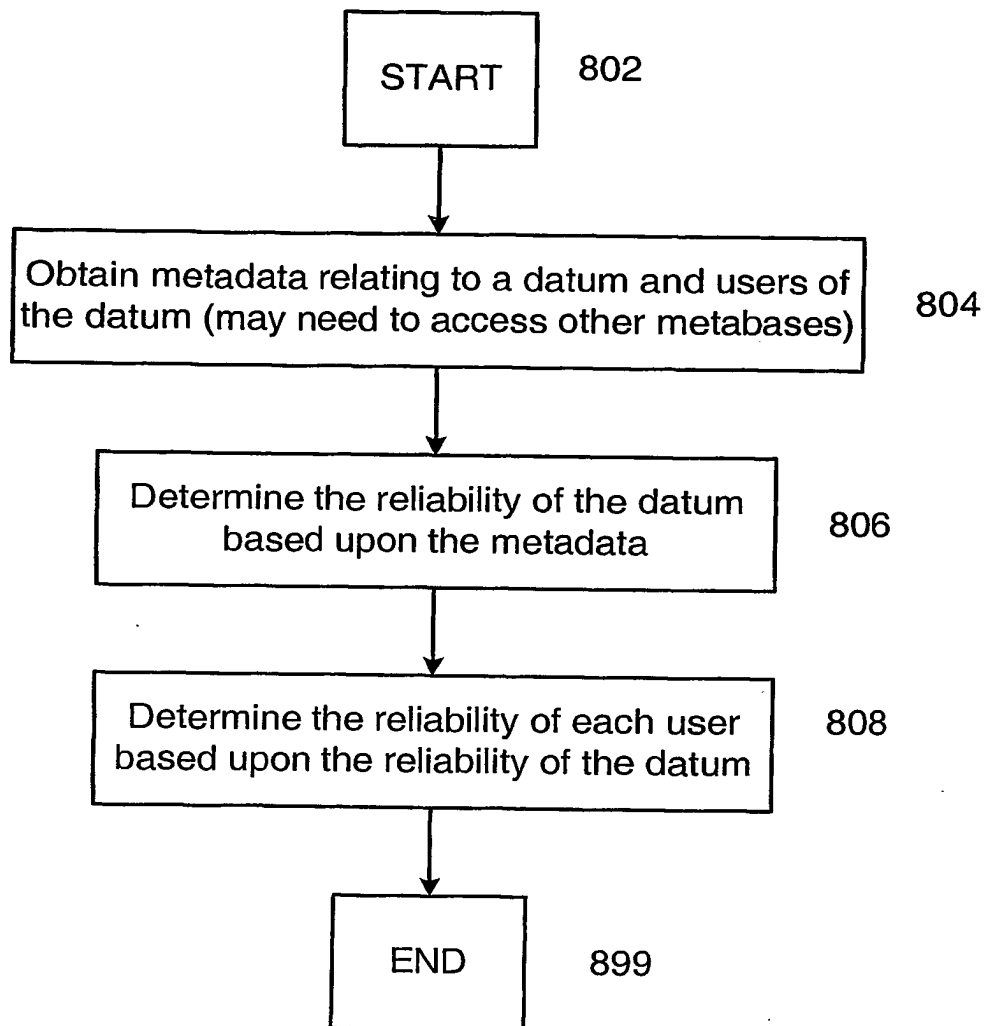 START
802
Obtain metadata relating to a datum and users of
the datum (may need to access other metabases)
804
Determine the reliability of the datum
based upon the metadata
806
Determine the reliability of each user
based upon the reliability of the datum
808
END
899